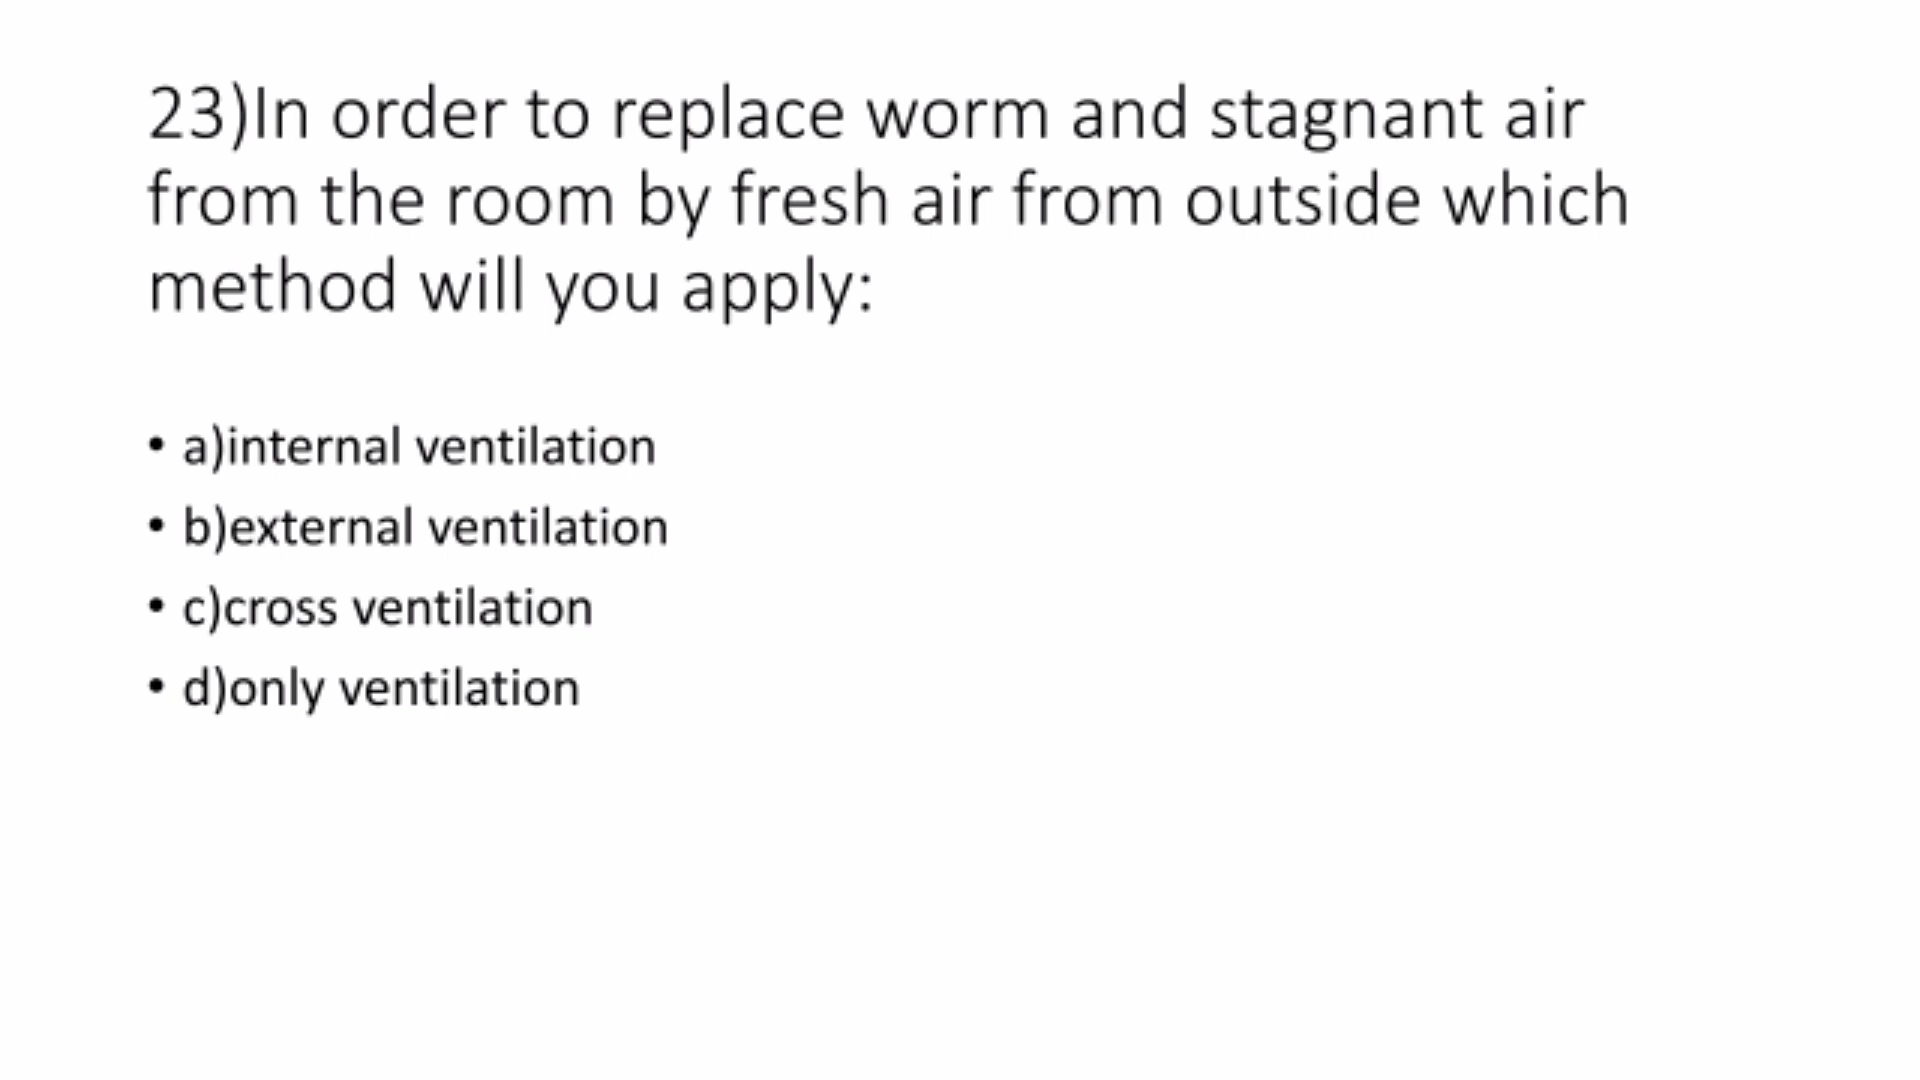 23)In order to replace worm and stagnant air
from the room by fresh air from outside which
method will you apply:
• a)internal ventilation
• b)external ventilation
• c)cross ventilation
• d)only ventilation